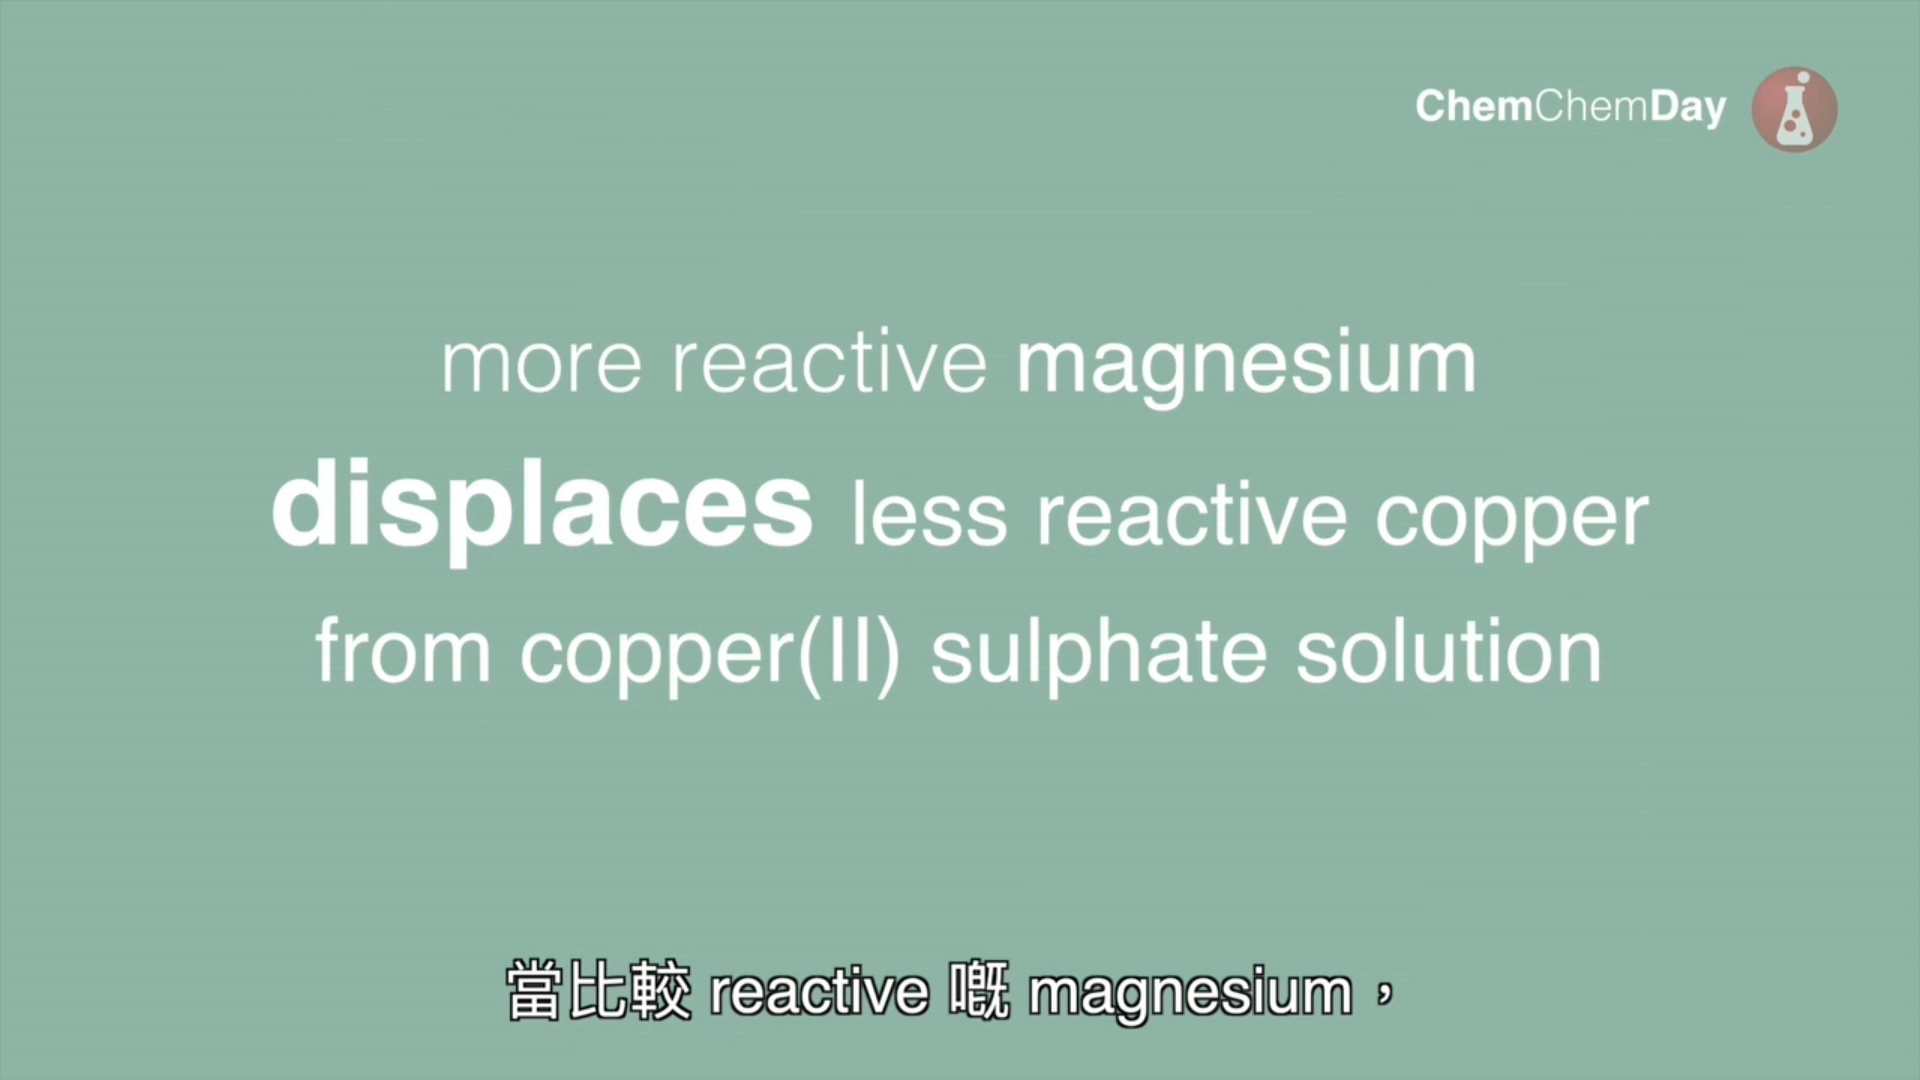 ChemChemDay
more reactive magnesium
displaces less reactive copper
from copper(II) sulphate solution
當比較 reactive 嘅 magnesium，